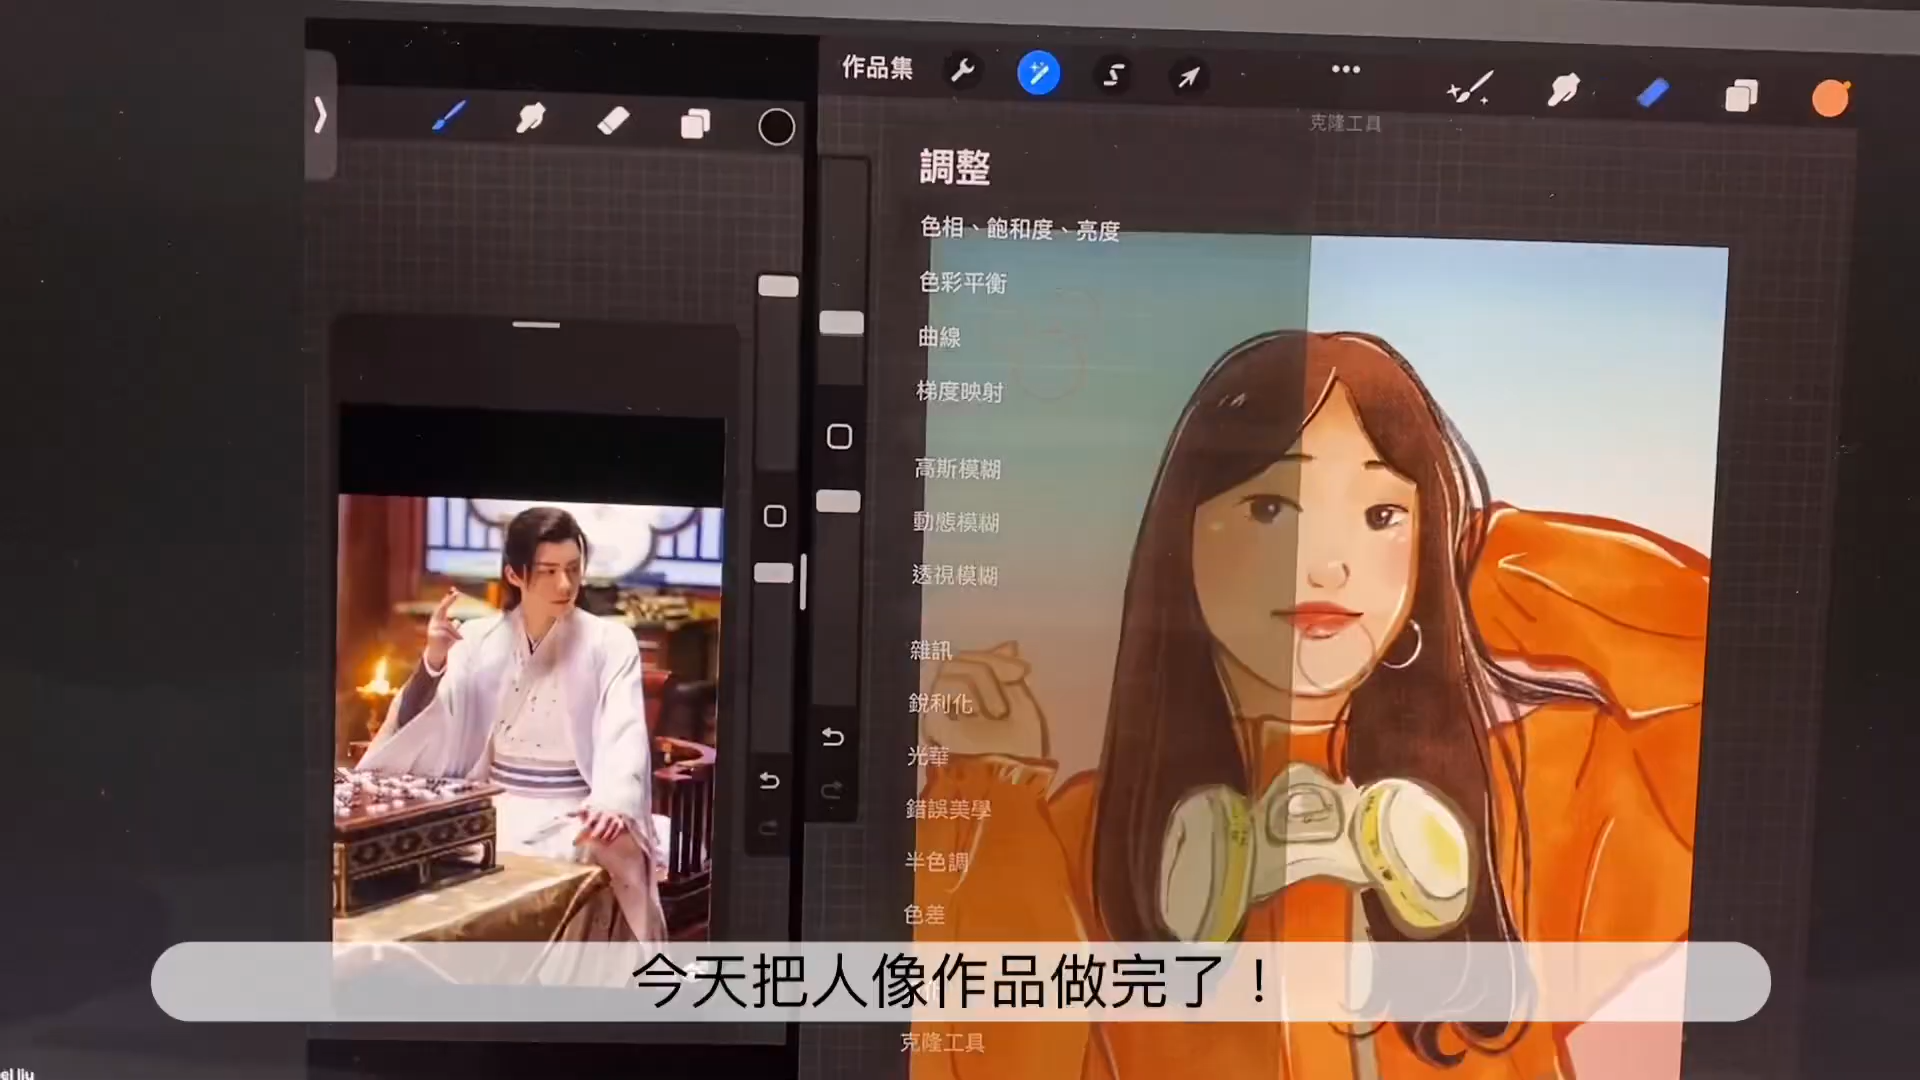 作品集
克隆工具
調整
色相、飽和度、亮度
色彩平衡
曲線
梯度映射
高斯模糊
動態模糊
透視模糊
雜訊
銳利化
光華
錯誤美學
半色調
色差
今天把人像作品做完了！
克隆工具